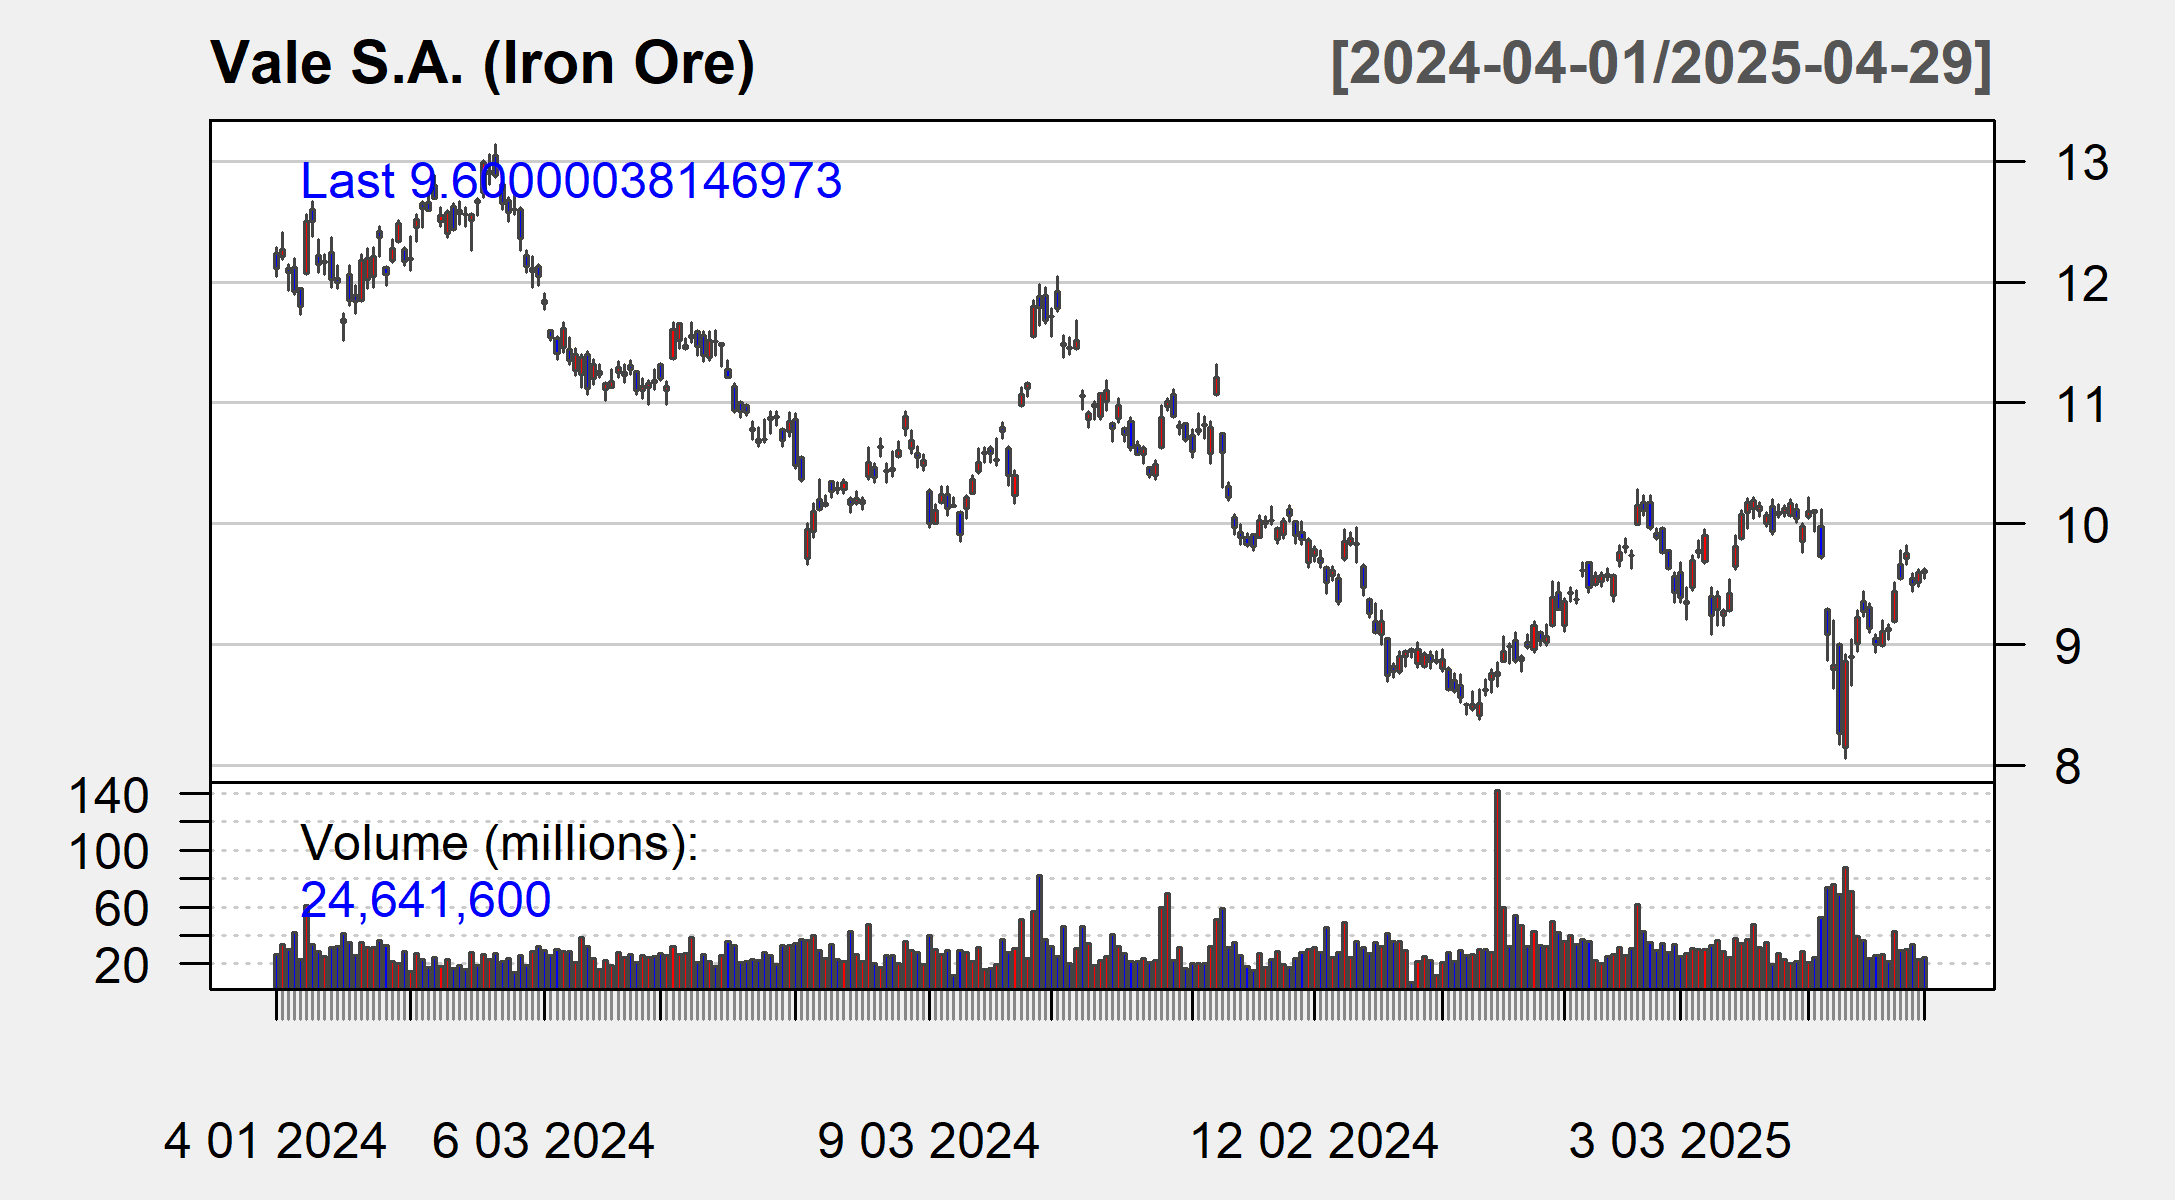 Vale S.A. (Iron Ore)
[2024-04-01/2025-04-29]
Last 9.60000038146973
13
12
11
10
9
8
140
100
60
20
Volume (millions):
24,641,600
4 01 2024
6 03 2024
9 03 2024
12 02 2024
3 03 2025